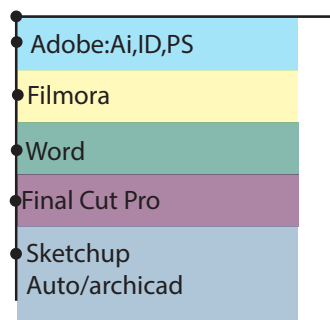 Adobe:Ai,ID,PS
Filmora
Word
Final Cut Pro
Sketchup
Auto/archicad